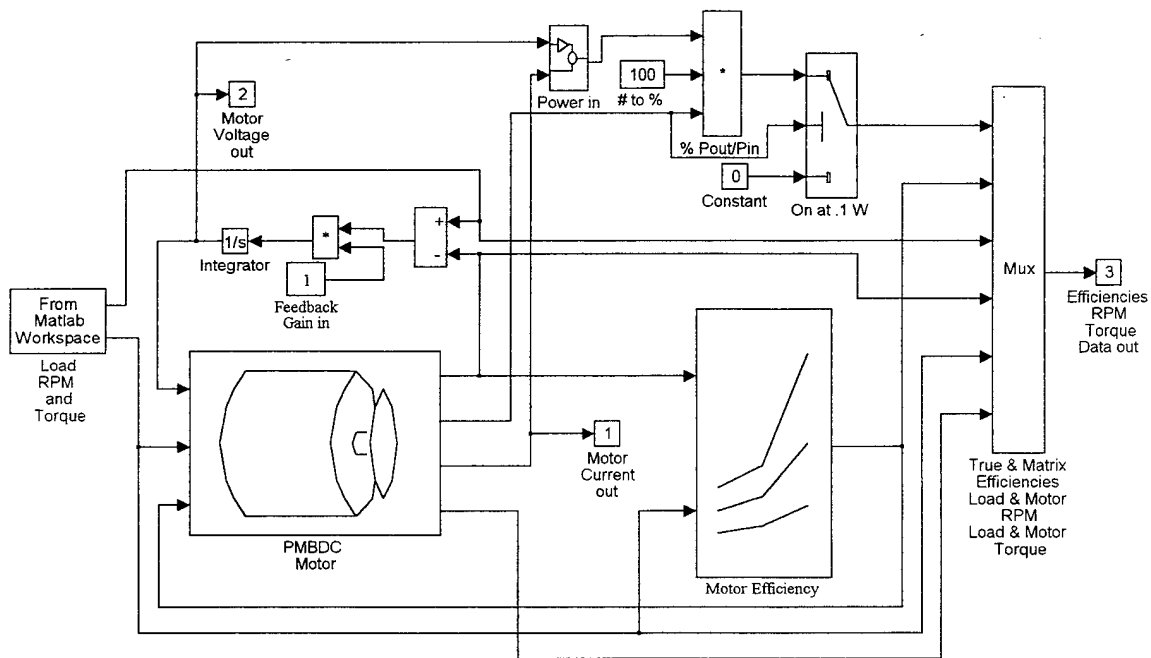 2
Motor
Voltage
out
Power in
100
# to %
*
% Pout/Pin
0
Constant
On at .1 W
1/s
Integrator
*
1
Feedback
Gain in
+
-
From
Matlab
Workspace
Load
RPM
and
Torque
PMBDC
Motor
1
Motor
Current
out
Motor Efficiency
Mux
True & Matrix
Efficiencies
Load & Motor
RPM
Load & Motor
Torque
3
Efficiencies
RPM
Torque
Data out